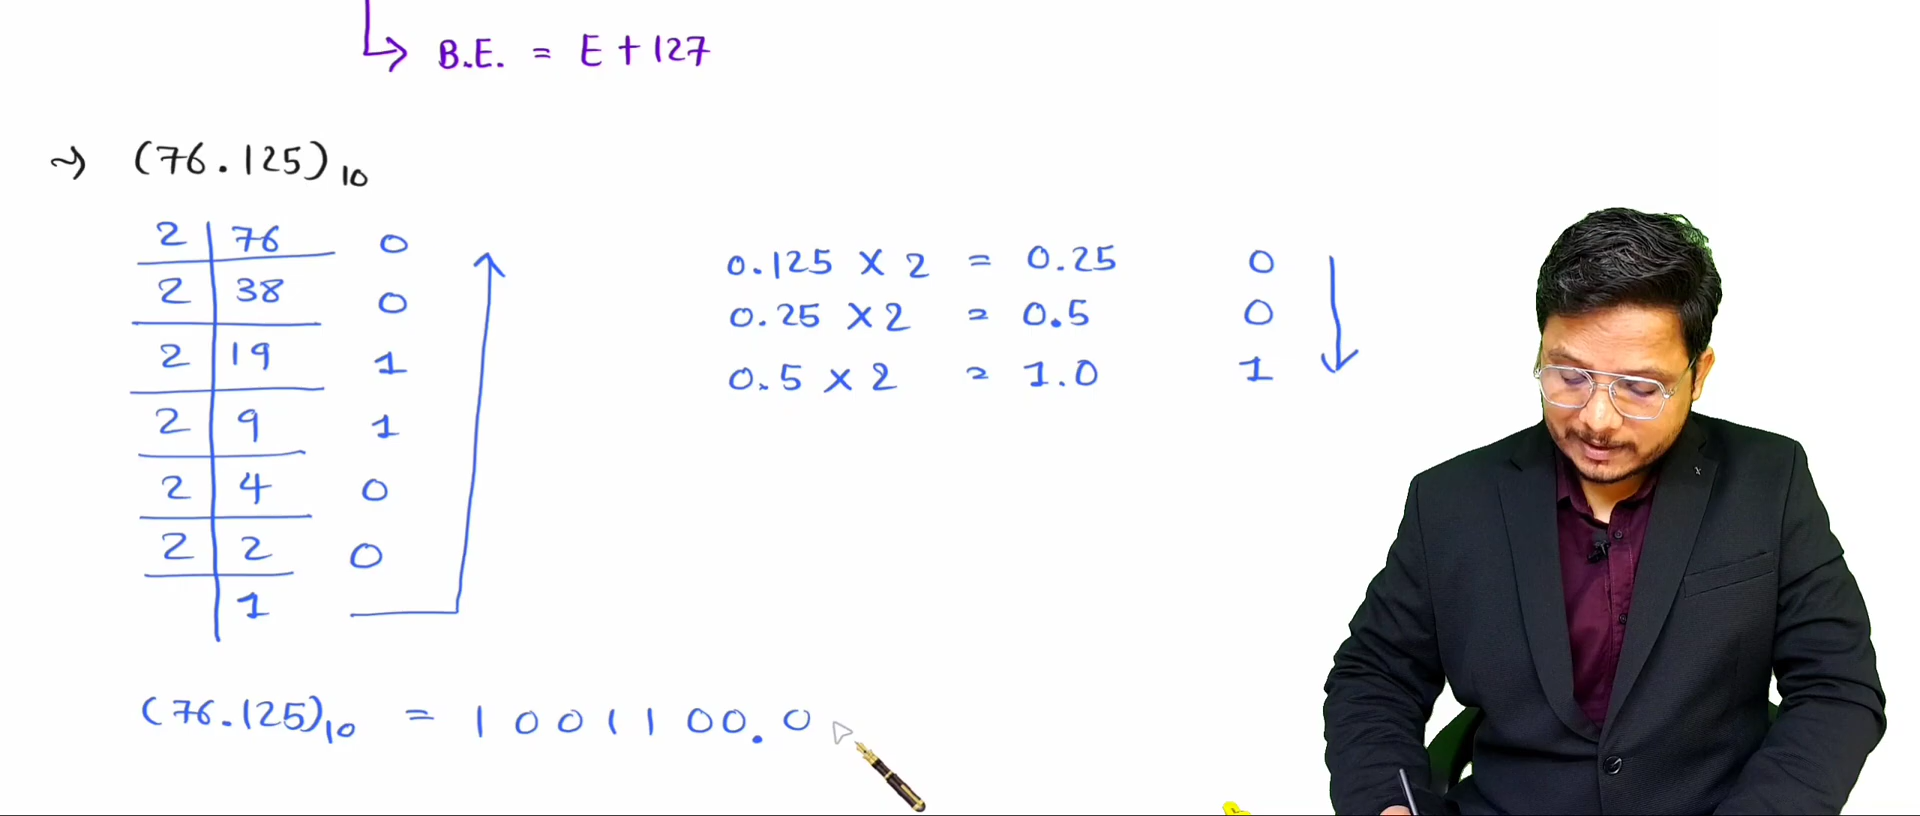 B.E. = E + 127
→ (76.125)10
2 | 76 0
2 | 38 0
2 | 19 1
2 | 9 1
2 | 4 0
2 | 2 0
1
0.125 X 2 = 0.25 0
0.25 X 2 = 0.5 0
0.5 X 2 = 1.0 1
(76.125)10 = 1001100.0